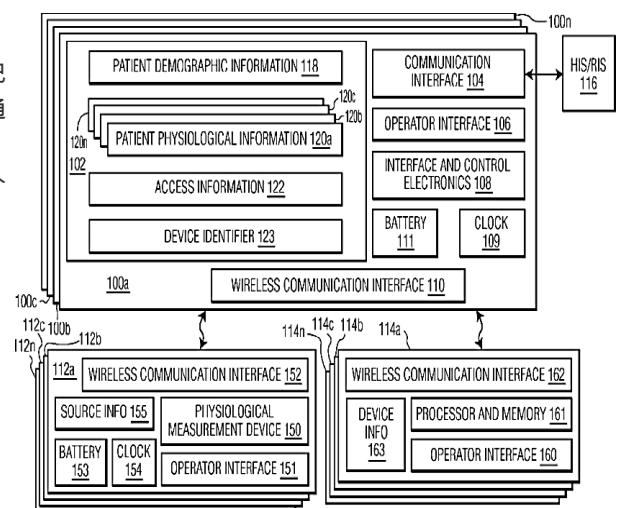 100n
PATIENT DEMOGRAPHIC INFORMATION 118
COMMUNICATION
INTERFACE 104
HIS/RIS
116
120c
120b
120n
PATIENT PHYSIOLOGICAL INFORMATION 120a
OPERATOR INTERFACE 106
102
INTERFACE AND CONTROL
ELECTRONICS 108
ACCESS INFORMATION 122
BATTERY
111
CLOCK
109
DEVICE IDENTIFIER 123
100a
WIRELESS COMMUNICATION INTERFACE 110
100c
100b
112c
112b
112n
112a
WIRELESS COMMUNICATION INTERFACE 152
SOURCE INFO 155
PHYSIOLOGICAL
MEASUREMENT DEVICE 150
BATTERY
153
CLOCK
154
OPERATOR INTERFACE 151
114c
114b
114n
114a
WIRELESS COMMUNICATION INTERFACE 162
DEVICE
INFO
163
PROCESSOR AND MEMORY 161
OPERATOR INTERFACE 160